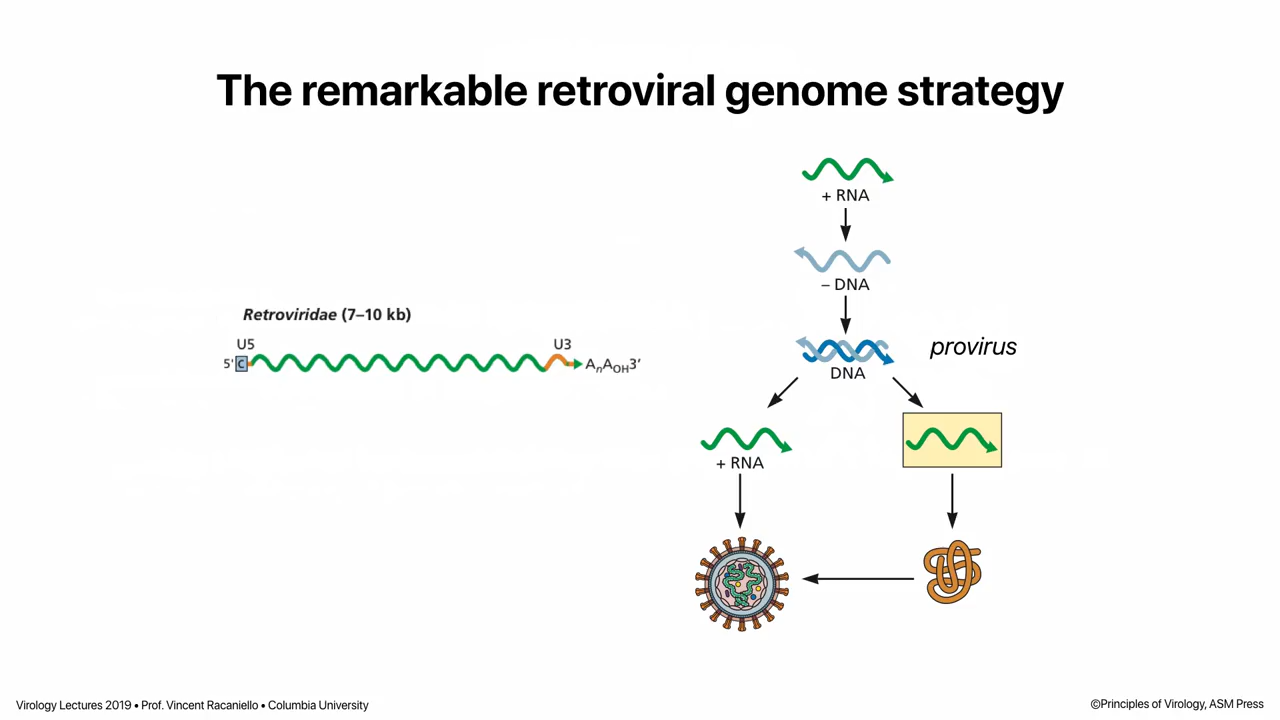 The remarkable retroviral genome strategy
+ RNA
– DNA
Retroviridae (7–10 kb)
U5 U3
5' C AnAOH3'
provirus
DNA
+ RNA
Virology Lectures 2019 • Prof. Vincent Racaniello • Columbia University
©Principles of Virology, ASM Press